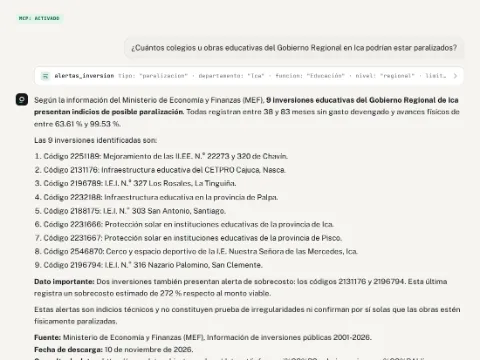 MCP: ACTIVADO
¿Cuántos colegios u obras educativas del Gobierno Regional en Ica podrían estar paralizados?
alertas_inversion tipo: "paralizacion" · departamento: "Ica" · funcion: "Educación" · nivel: "regional" · limit…
Según la información del Ministerio de Economía y Finanzas (MEF), 9 inversiones educativas del Gobierno Regional de Ica
presentan indicios de posible paralización. Todas registran entre 38 y 83 meses sin gasto devengado y avances físicos de
entre 63.61 % y 99.53 %.
Las 9 inversiones identificadas son:
1. Código 2251189: Mejoramiento de las II.EE. N.° 22273 y 320 de Chavín.
2. Código 2131176: Infraestructura educativa del CETPRO Cajuca, Nasca.
3. Código 2196789: I.E.I. N.° 327 Los Rosales, La Tinguiña.
4. Código 2232188: Infraestructura educativa en la provincia de Palpa.
5. Código 2188175: I.E.I. N.° 303 San Antonio, Santiago.
6. Código 2231666: Protección solar en instituciones educativas de la provincia de Ica.
7. Código 2231667: Protección solar en instituciones educativas de la provincia de Pisco.
8. Código 2546870: Cerco y espacio deportivo de la I.E. Nuestra Señora de las Mercedes, Ica.
9. Código 2196794: I.E.I. N.° 316 Nazario Palomino, San Clemente.
Dato importante: Dos inversiones también presentan alerta de sobrecosto: los códigos 2131176 y 2196794. Esta última
registra un sobrecosto estimado de 272 % respecto al monto viable.
Estas alertas son indicios técnicos y no constituyen prueba de irregularidades ni confirman por sí solas que las obras estén
físicamente paralizadas.
Fuente: Ministerio de Economía y Finanzas (MEF), Información de inversiones públicas 2001-2026.
Fecha de descarga: 10 de noviembre de 2026.